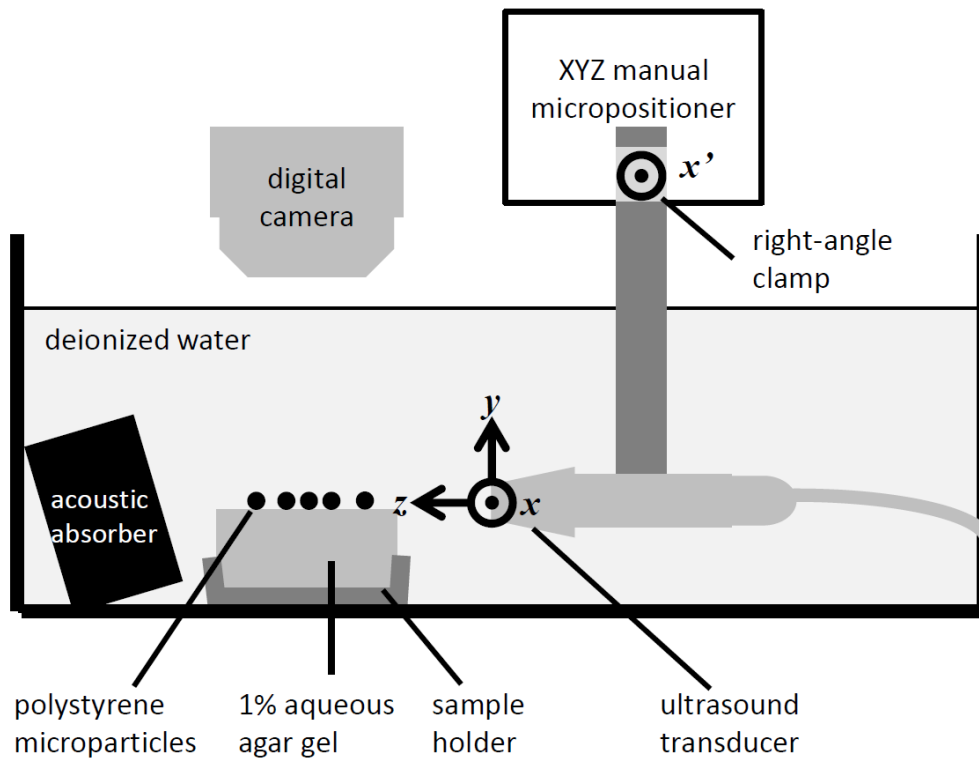 XYZ manual
micropositioner
x’
digital
camera
right-angle
clamp
deionized water
y
z
x
acoustic
absorber
polystyrene
microparticles
1% aqueous
agar gel
sample
holder
ultrasound
transducer